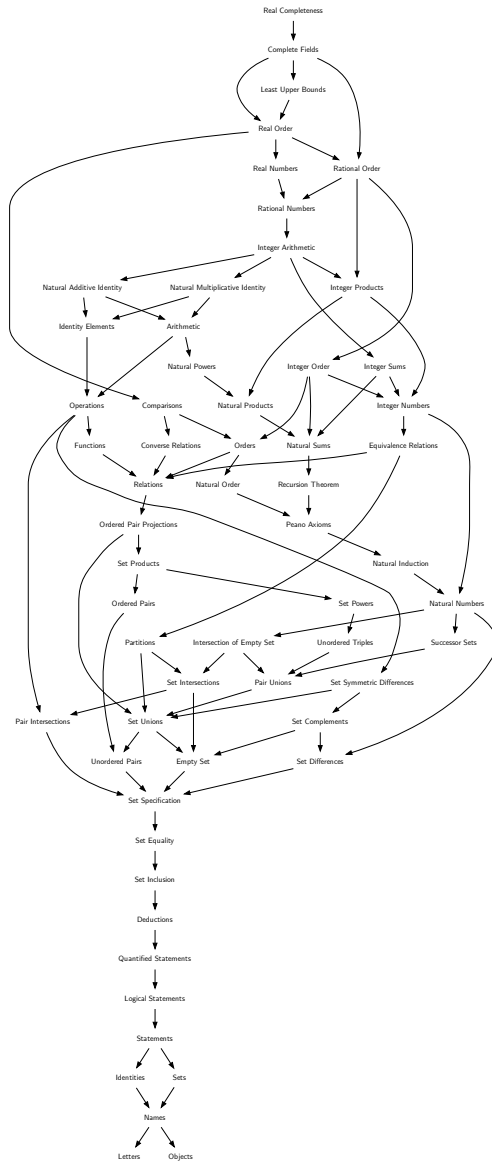 Real Completeness
Complete Fields
Least Upper Bounds
Real Order
Real Numbers
Rational Order
Rational Numbers
Integer Arithmetic
Natural Additive Identity
Natural Multiplicative Identity
Integer Products
Identity Elements
Arithmetic
Natural Powers
Integer Order
Integer Sums
Operations
Comparisons
Natural Products
Integer Numbers
Functions
Converse Relations
Orders
Natural Sums
Equivalence Relations
Relations
Natural Order
Recursion Theorem
Ordered Pair Projections
Peano Axioms
Set Products
Natural Induction
Ordered Pairs
Set Powers
Natural Numbers
Partitions
Intersection of Empty Set
Unordered Triples
Successor Sets
Set Intersections
Pair Unions
Set Symmetric Differences
Pair Intersections
Set Unions
Set Complements
Unordered Pairs
Empty Set
Set Differences
Set Specification
Set Equality
Set Inclusion
Deductions
Quantified Statements
Logical Statements
Statements
Identities
Sets
Names
Letters
Objects